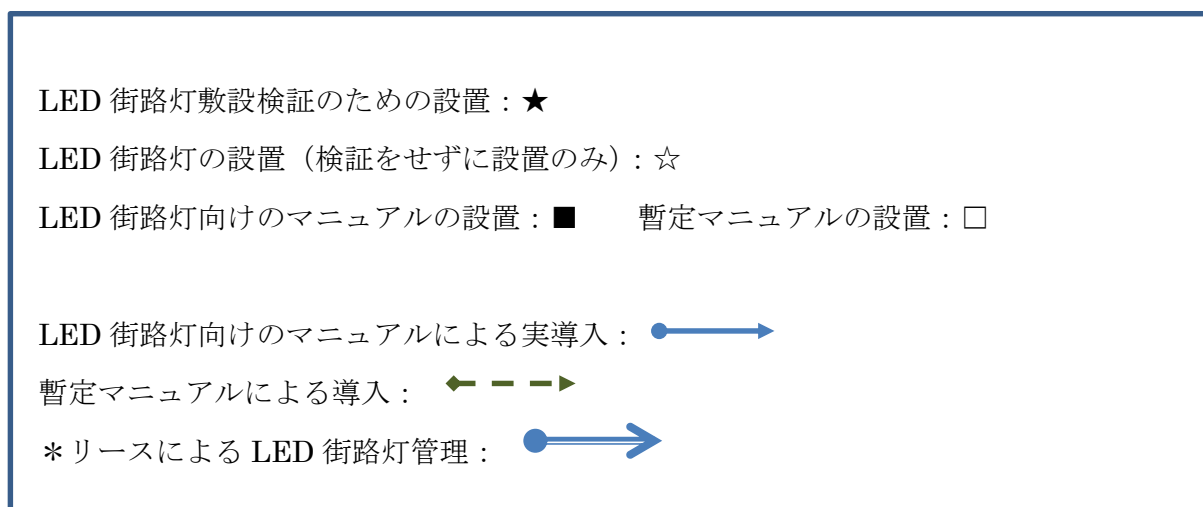 LED 街路灯敷設検証のための設置：★
LED 街路灯の設置（検証をせずに設置のみ）：☆
LED 街路灯向けのマニュアルの設置：■　　暫定マニュアルの設置：□
LED 街路灯向けのマニュアルによる実導入：
暫定マニュアルによる導入：
＊リースによる LED 街路灯管理：